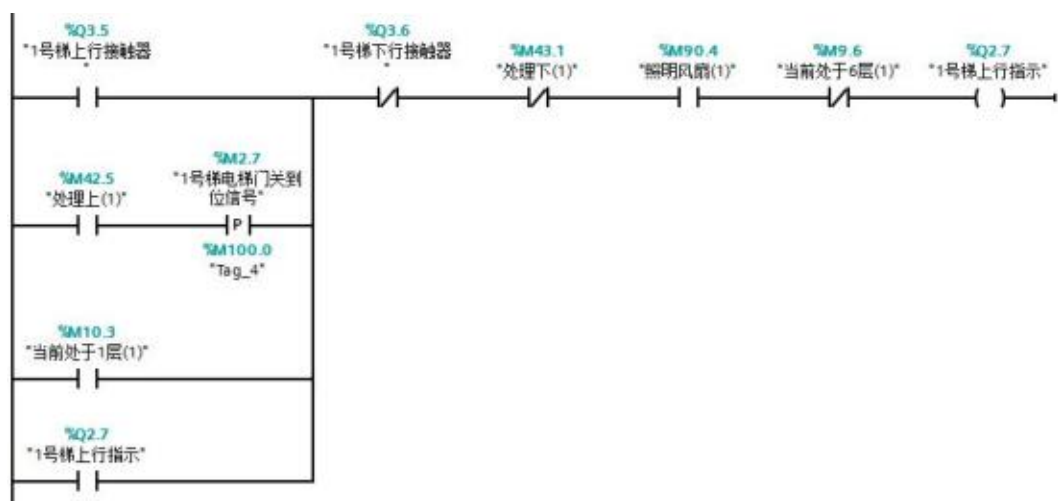 %Q3.5
"1号梯上行接触器
"
%Q3.6
"1号梯下行接触器
"
%M43.1
"处理下(1)"
%M90.4
"照明风扇(1)"
%M9.6
"当前处于6层(1)"
%Q2.7
"1号梯上行指示"
%M42.5
"处理上(1)"
%M2.7
"1号梯电梯门关到
位信号"
P
%M100.0
"Tag_4"
%M10.3
"当前处于1层(1)"
%Q2.7
"1号梯上行指示"